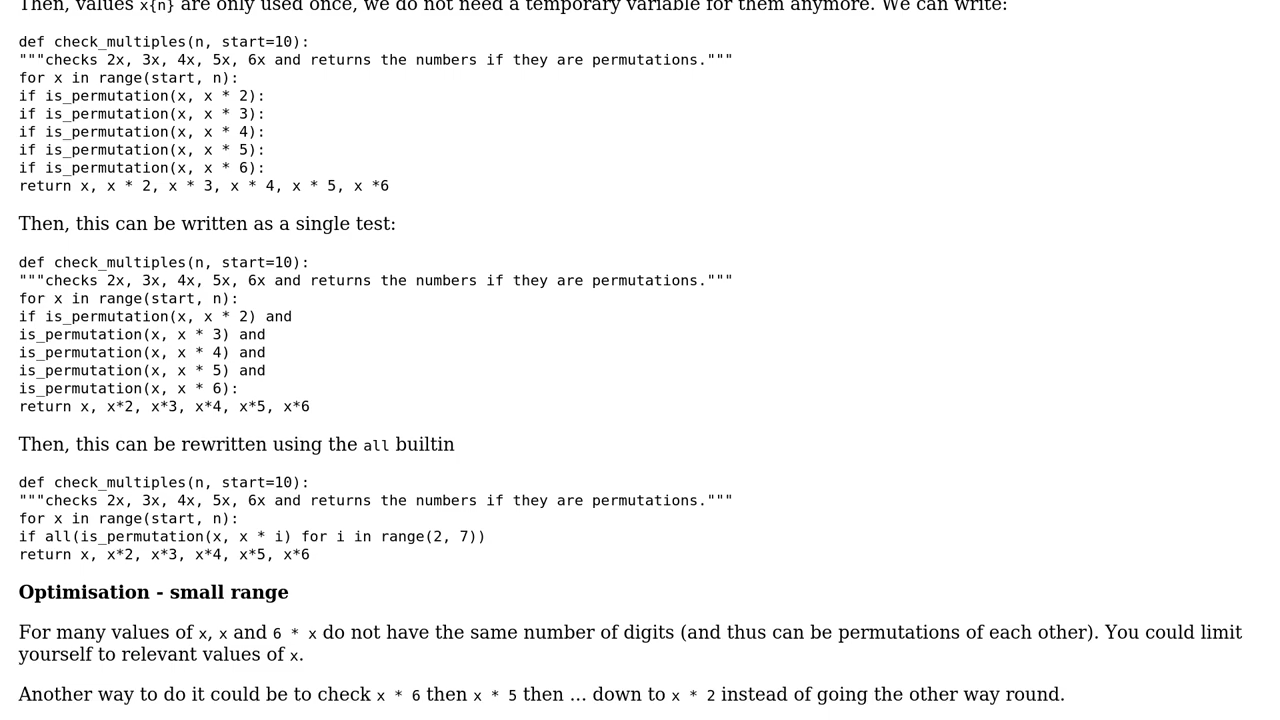 Then, values x{n} are only used once, we do not need a temporary variable for them anymore. We can write:
def check_multiples(n, start=10):
"""checks 2x, 3x, 4x, 5x, 6x and returns the numbers if they are permutations."""
for x in range(start, n):
if is_permutation(x, x * 2):
if is_permutation(x, x * 3):
if is_permutation(x, x * 4):
if is_permutation(x, x * 5):
if is_permutation(x, x * 6):
return x, x * 2, x * 3, x * 4, x * 5, x *6
Then, this can be written as a single test:
def check_multiples(n, start=10):
"""checks 2x, 3x, 4x, 5x, 6x and returns the numbers if they are permutations."""
for x in range(start, n):
if is_permutation(x, x * 2) and
is_permutation(x, x * 3) and
is_permutation(x, x * 4) and
is_permutation(x, x * 5) and
is_permutation(x, x * 6):
return x, x*2, x*3, x*4, x*5, x*6
Then, this can be rewritten using the all builtin
def check_multiples(n, start=10):
"""checks 2x, 3x, 4x, 5x, 6x and returns the numbers if they are permutations."""
for x in range(start, n):
if all(is_permutation(x, x * i) for i in range(2, 7))
return x, x*2, x*3, x*4, x*5, x*6
Optimisation - small range
For many values of x, x and 6 * x do not have the same number of digits (and thus can be permutations of each other). You could limit
yourself to relevant values of x.
Another way to do it could be to check x * 6 then x * 5 then ... down to x * 2 instead of going the other way round.